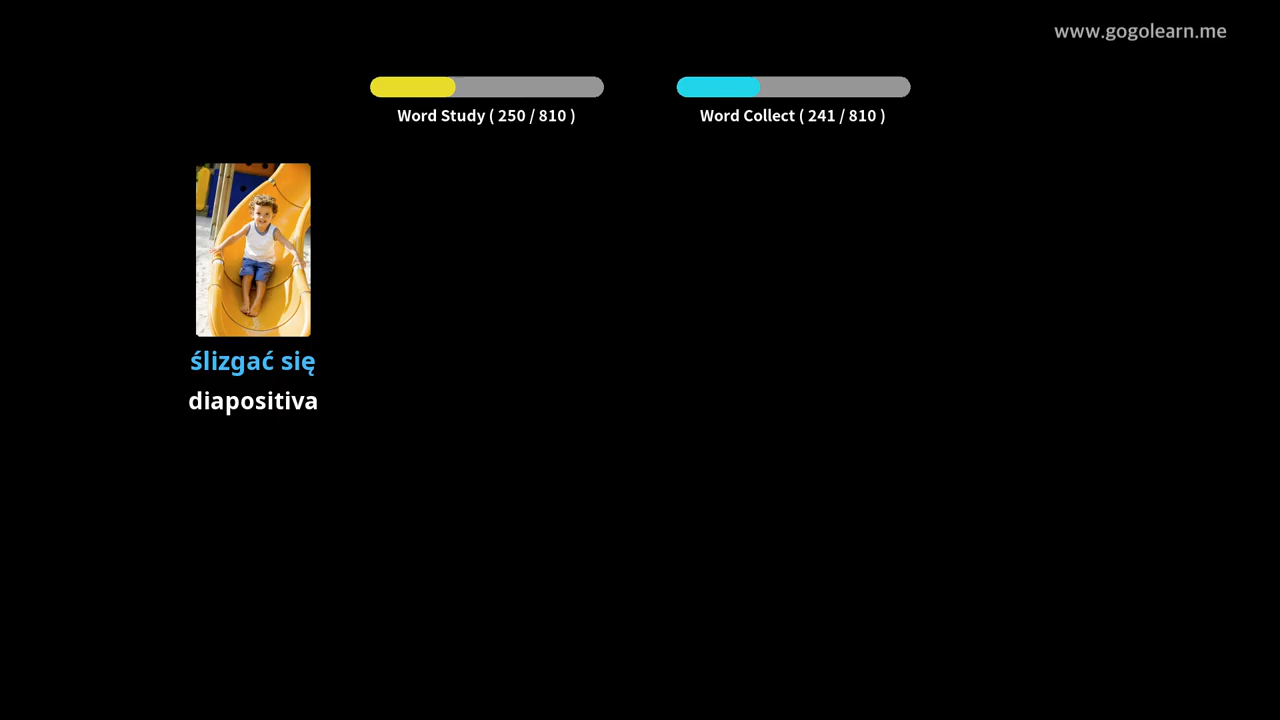 www.gogolearn.me
Word Study ( 250 / 810 )
Word Collect ( 241 / 810 )
ślizgać się
diapositiva